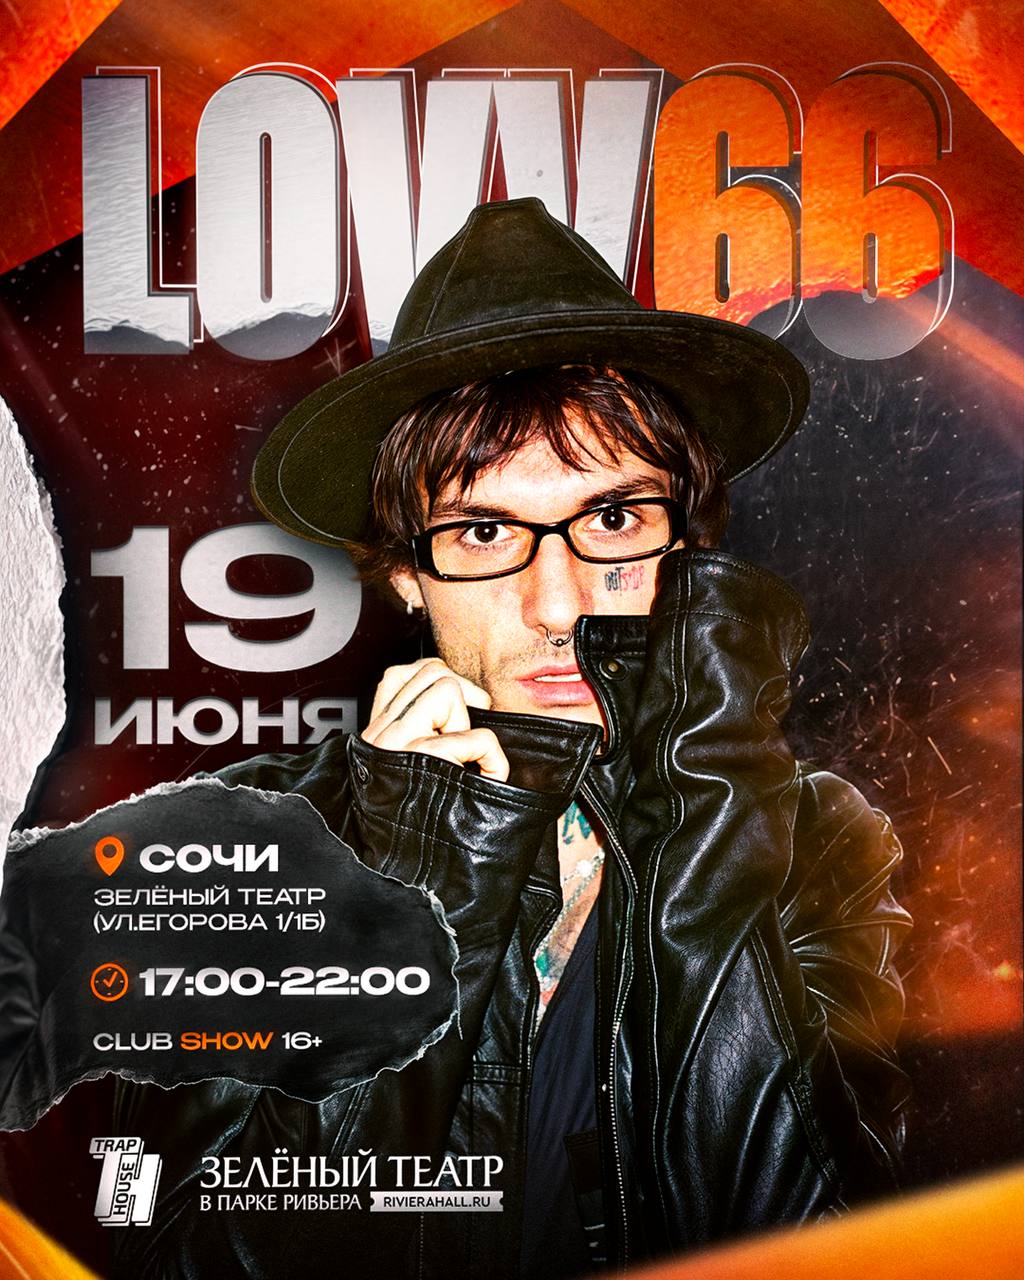 LOVV66
19
ИЮНЯ
СОЧИ
ЗЕЛЁНЫЙ ТЕАТР
(УЛ.ЕГОРОВА 1/1Б)
17:00-22:00
CLUB SHOW 16+
TRAP
HOUSE
ЗЕЛЁНЫЙ ТЕАТР
В ПАРКЕ РИВЬЕРА RIVIERAHALL.RU